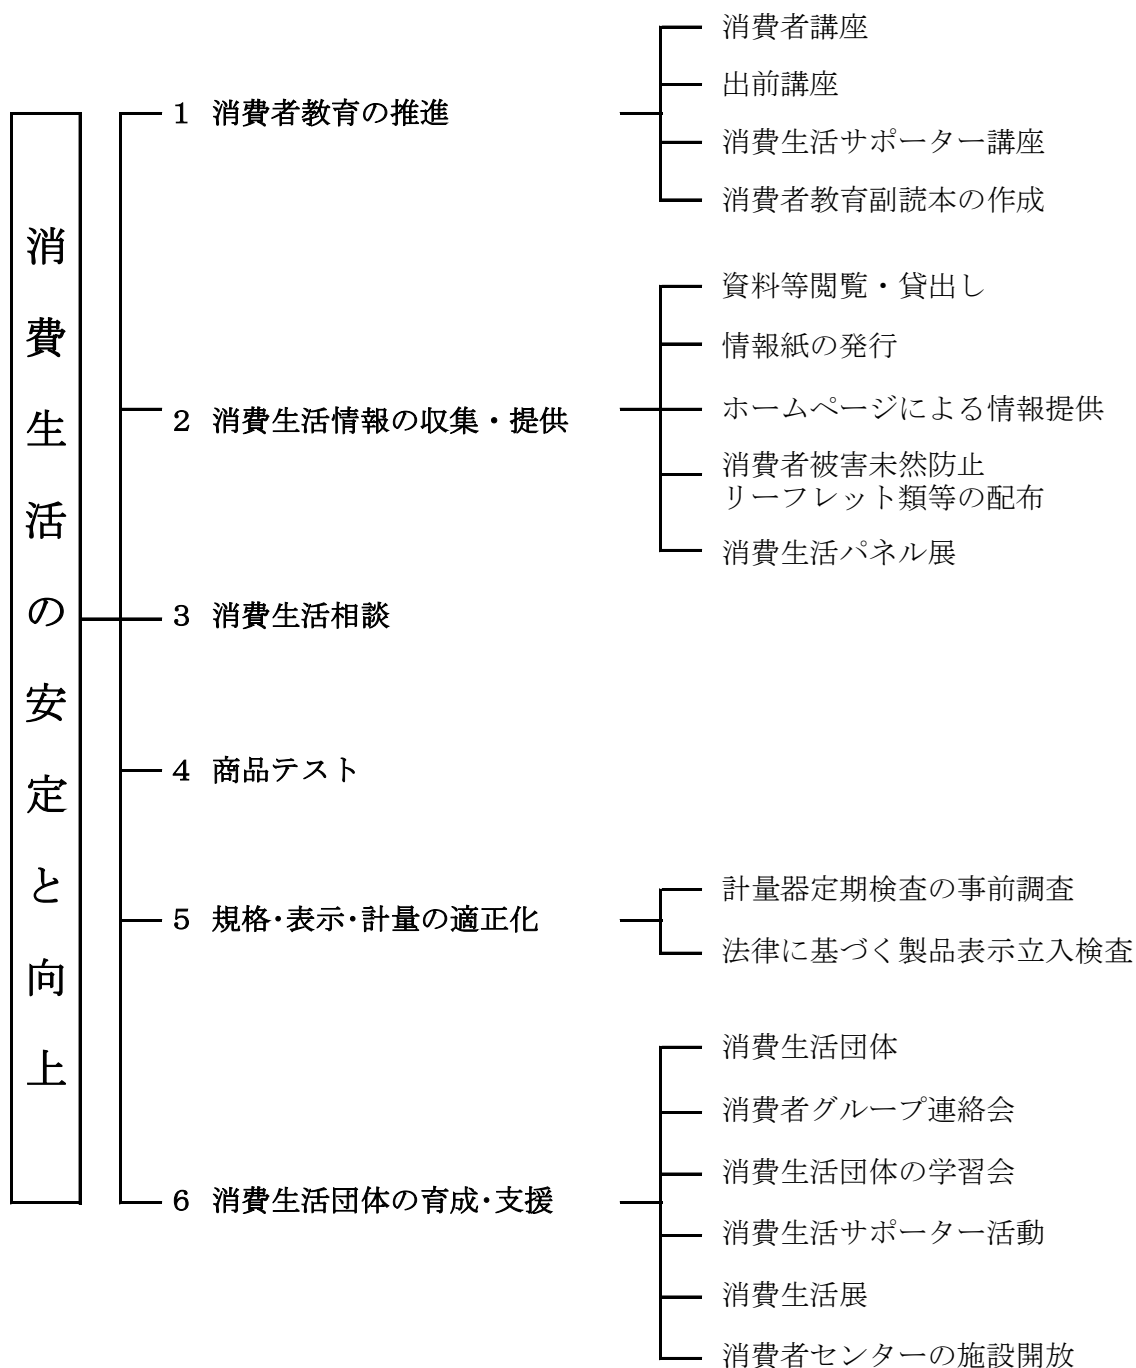 消費生活の安定と向上
1 消費者教育の推進
消費者講座
出前講座
消費生活サポーター講座
消費者教育副読本の作成
2 消費生活情報の収集・提供
資料等閲覧・貸出し
情報紙の発行
ホームページによる情報提供
消費者被害未然防止
リーフレット類等の配布
消費生活パネル展
3 消費生活相談
4 商品テスト
5 規格・表示・計量の適正化
計量器定期検査の事前調査
法律に基づく製品表示立入検査
6 消費生活団体の育成・支援
消費生活団体
消費者グループ連絡会
消費生活団体の学習会
消費生活サポーター活動
消費生活展
消費者センターの施設開放